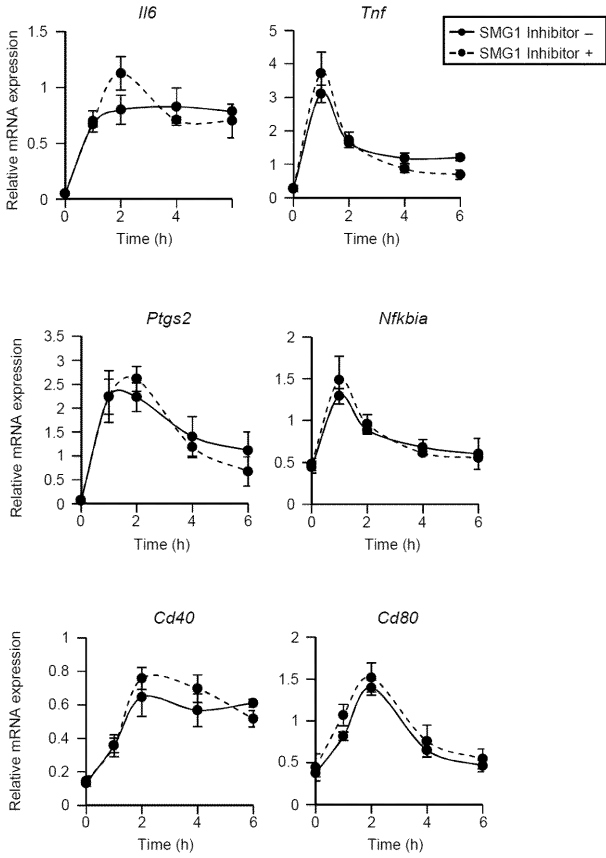 Il6
Tnf
SMG1 Inhibitor –
SMG1 Inhibitor +
Relative mRNA expression
1.5
1
0.5
0
0 2 4
Time (h)
5
4
3
2
1
0
0 2 4 6
Time (h)
Ptgs2
Nfkbia
Relative mRNA expression
3.5
3
2.5
2
1.5
1
0.5
0
0 2 4 6
Time (h)
2
1.5
1
0.5
0
0 2 4 6
Time (h)
Cd40
Cd80
Relative mRNA expression
1
0.8
0.6
0.4
0.2
0
0 2 4 6
Time (h)
2
1.5
1
0.5
0
0 2 4 6
Time (h)